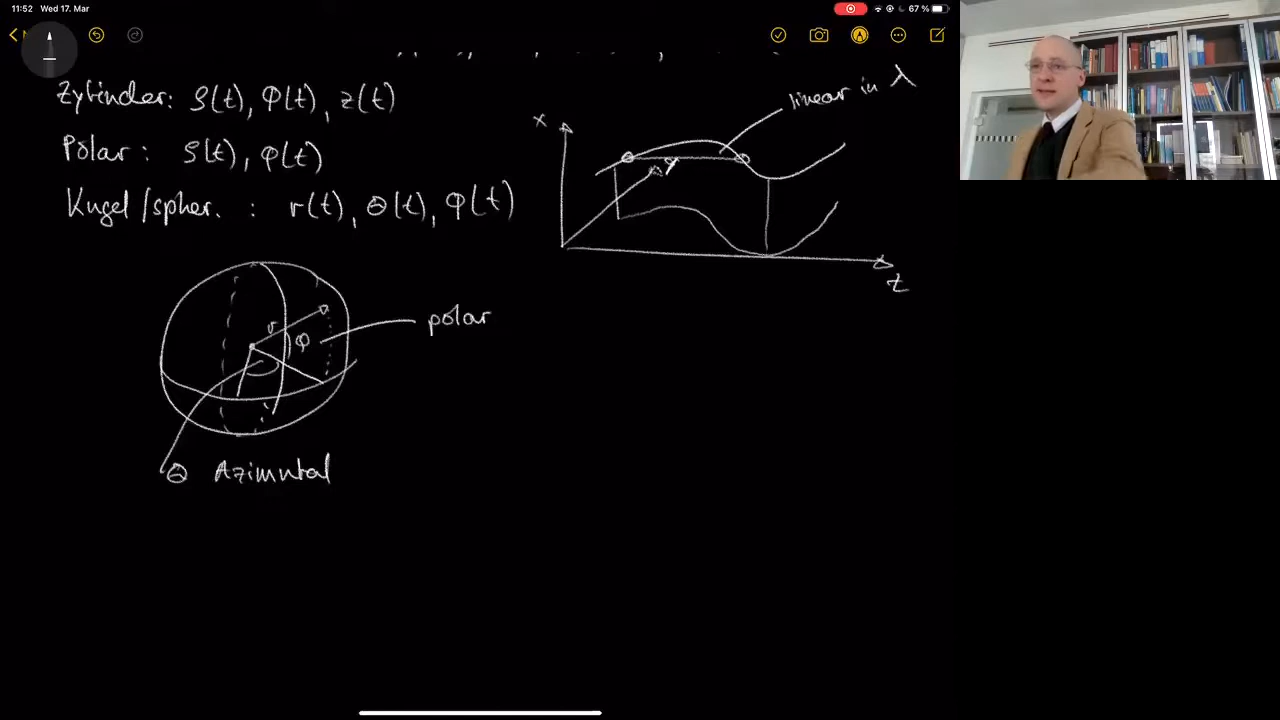 11:52 Wed 17. Mar
67 %
Zylinder: ρ(t), φ(t), z(t)
Polar: ρ(t), φ(t)
Kugel/spher. : r(t), Θ(t), φ(t)
linear in λ
x
y
z
r
φ
polar
Θ Azimutal